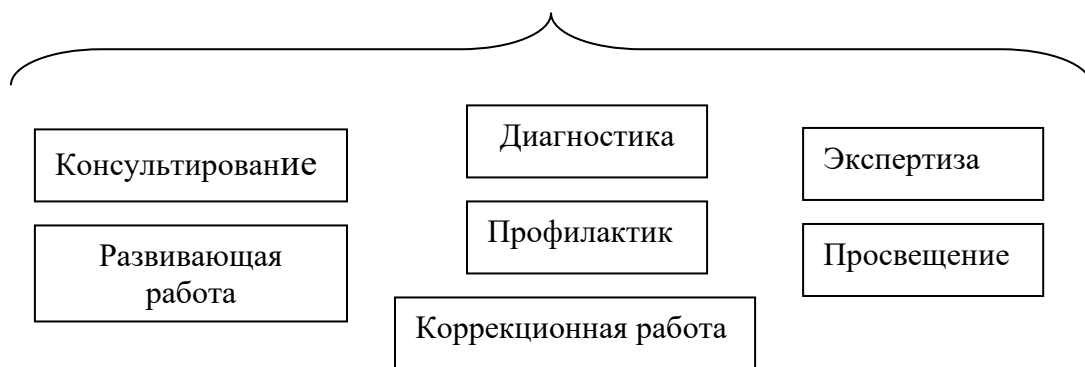 Консультирование
Развивающая
работа
Диагностика
Профилактик
Коррекционная работа
Экспертиза
Просвещение